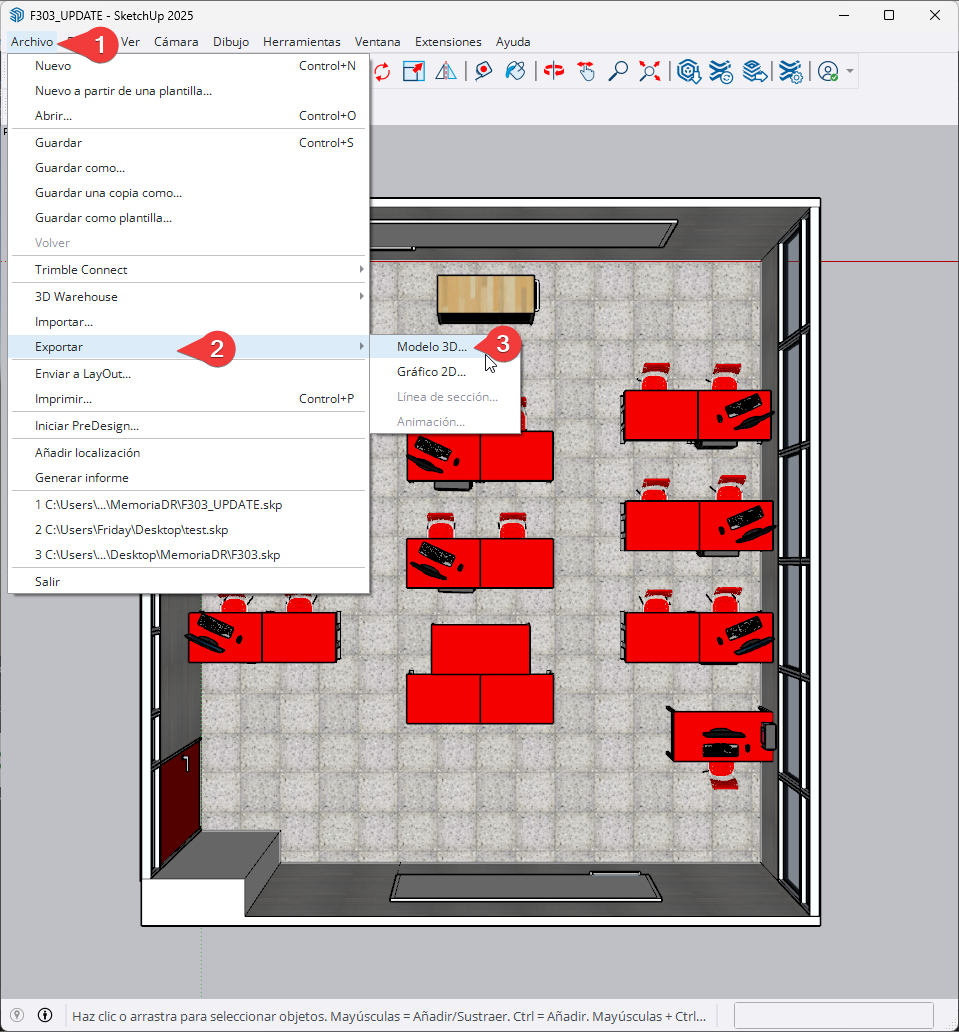 F303_UPDATE - SketchUp 2025
Archivo 1 Ver Cámara Dibujo Herramientas Ventana Extensiones Ayuda
Nuevo Control+N
Nuevo a partir de una plantilla...
Abrir... Control+O
Guardar Control+S
Guardar como...
Guardar una copia como...
Guardar como plantilla...
Volver
Trimble Connect
3D Warehouse
Importar...
Exportar 2 Modelo 3D... 3
Gráfico 2D...
Enviar a LayOut...
Línea de sección...
Imprimir... Control+P
Animación...
Iniciar PreDesign...
Añadir localización
Generar informe
1 C:\Users\...\MemoriaDR\F303_UPDATE.skp
2 C:\Users\Friday\Desktop\test.skp
3 C:\Users\...\Desktop\MemoriaDR\F303.skp
Salir
Haz clic o arrastra para seleccionar objetos. Mayúsculas = Añadir/Sustraer. Ctrl = Añadir. Mayúsculas + Ctrl...